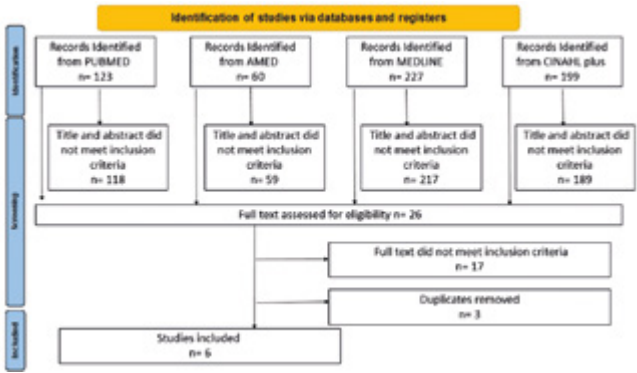 Identification of studies via databases and registers
Identification
Records Identified
from PUBMED
n= 123
Records Identified
from AMED
n= 60
Records Identified
from MEDLINE
n= 227
Records Identified
from CINAHL plus
n= 199
Screening
Title and abstract did
not meet inclusion
criteria
n= 118
Title and abstract did
not meet inclusion
criteria
n= 59
Title and abstract did
not meet inclusion
criteria
n= 217
Title and abstract did
not meet inclusion
criteria
n= 189
Full text assessed for eligibility n= 26
Full text did not meet inclusion criteria
n= 17
Duplicates removed
n= 3
Included
Studies included
n= 6